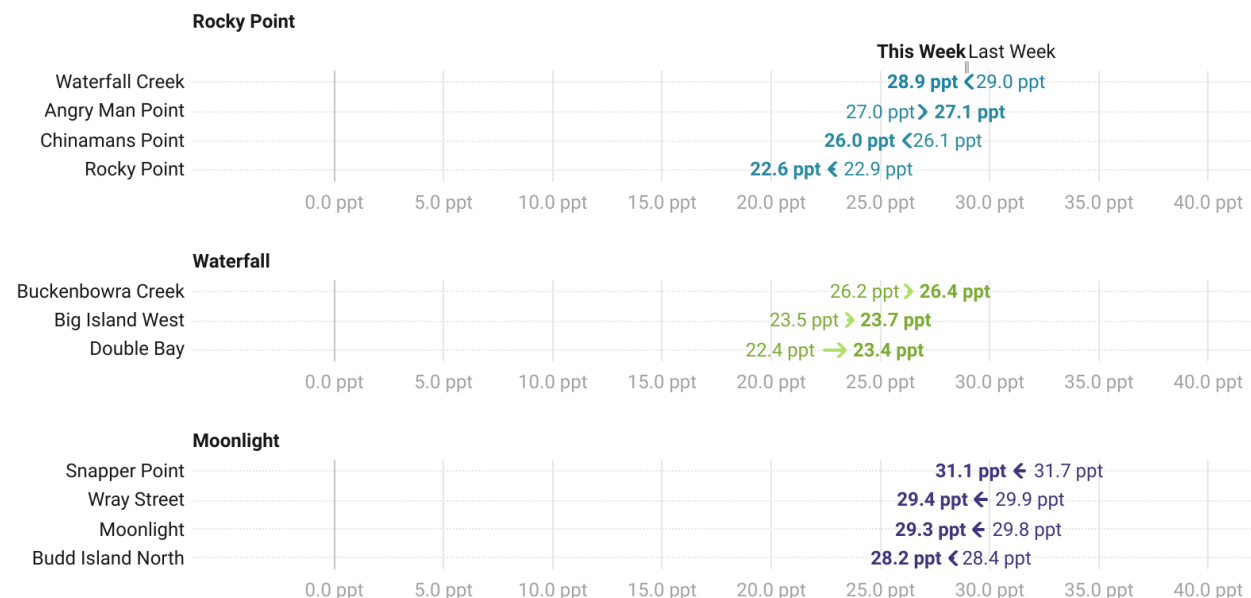 Rocky Point
This Week Last Week
Waterfall Creek 28.9 ppt 29.0 ppt
Angry Man Point 27.0 ppt 27.1 ppt
Chinamans Point 26.0 ppt 26.1 ppt
Rocky Point 22.6 ppt 22.9 ppt
0.0 ppt 5.0 ppt 10.0 ppt 15.0 ppt 20.0 ppt 25.0 ppt 30.0 ppt 35.0 ppt 40.0 ppt
Waterfall
Buckenbowra Creek 26.2 ppt 26.4 ppt
Big Island West 23.5 ppt 23.7 ppt
Double Bay 22.4 ppt 23.4 ppt
0.0 ppt 5.0 ppt 10.0 ppt 15.0 ppt 20.0 ppt 25.0 ppt 30.0 ppt 35.0 ppt 40.0 ppt
Moonlight
Snapper Point 31.1 ppt 31.7 ppt
Wray Street 29.4 ppt 29.9 ppt
Moonlight 29.3 ppt 29.8 ppt
Budd Island North 28.2 ppt 28.4 ppt
0.0 ppt 5.0 ppt 10.0 ppt 15.0 ppt 20.0 ppt 25.0 ppt 30.0 ppt 35.0 ppt 40.0 ppt